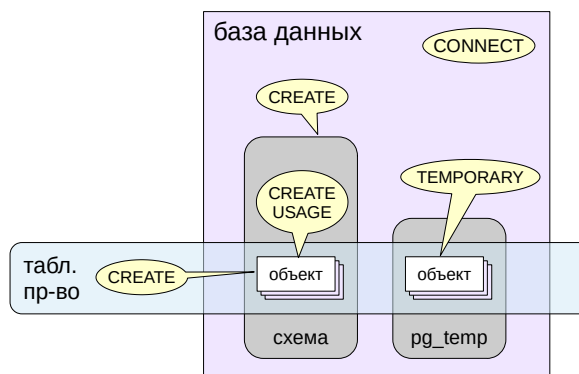 база данных
CONNECT
CREATE
TEMPORARY
CREATE
USAGE
табл.
пр-во
CREATE
объект
объект
схема
pg_temp